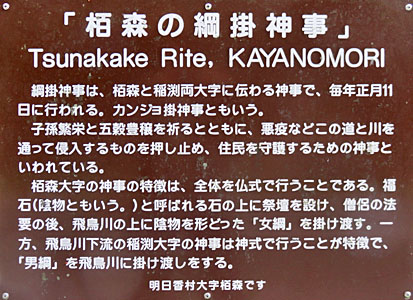 「栢森の綱掛神事」
Tsunakake Rite, KAYANOMORI
綱掛神事は、栢森と稲渕両大字に伝わる神事で、毎年正月11
日に行われる。カンジョ掛神事ともいう。
子孫繁栄と五穀豊穣を祈るとともに、悪疫などこの道と川を
通って侵入するものを押し止め、住民を守護するための神事と
いわれている。
栢森大字の神事の特徴は、全体を仏式で行うことである。福
石(陰物ともいう。)と呼ばれる石の上に祭壇を設け、僧侶の法
要の後、飛鳥川の上に陰物を形どった「女綱」を掛け渡す。一
方、飛鳥川下流の稲渕大字の神事は神式で行うことが特徴で、
「男綱」を飛鳥川に掛け渡しをする。
明日香村大字栢森です